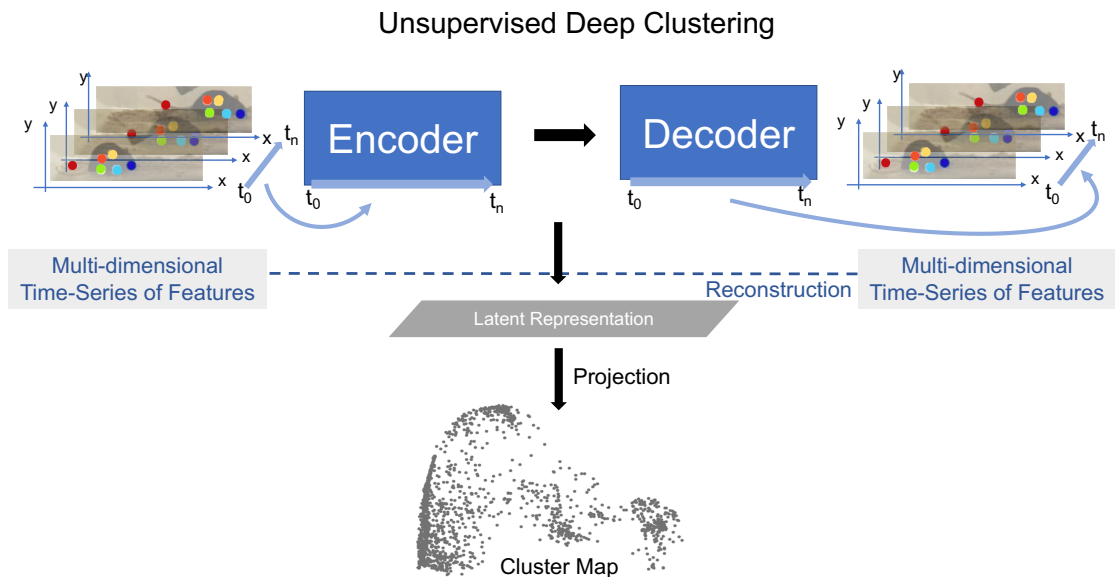 Unsupervised Deep Clustering
y
y
y
x
x
x
t0
tn
Encoder
t0
tn
Decoder
t0
tn
y
y
y
x
x
x
t0
tn
Multi-dimensional
Time-Series of Features
Reconstruction
Multi-dimensional
Time-Series of Features
Latent Representation
Projection
Cluster Map